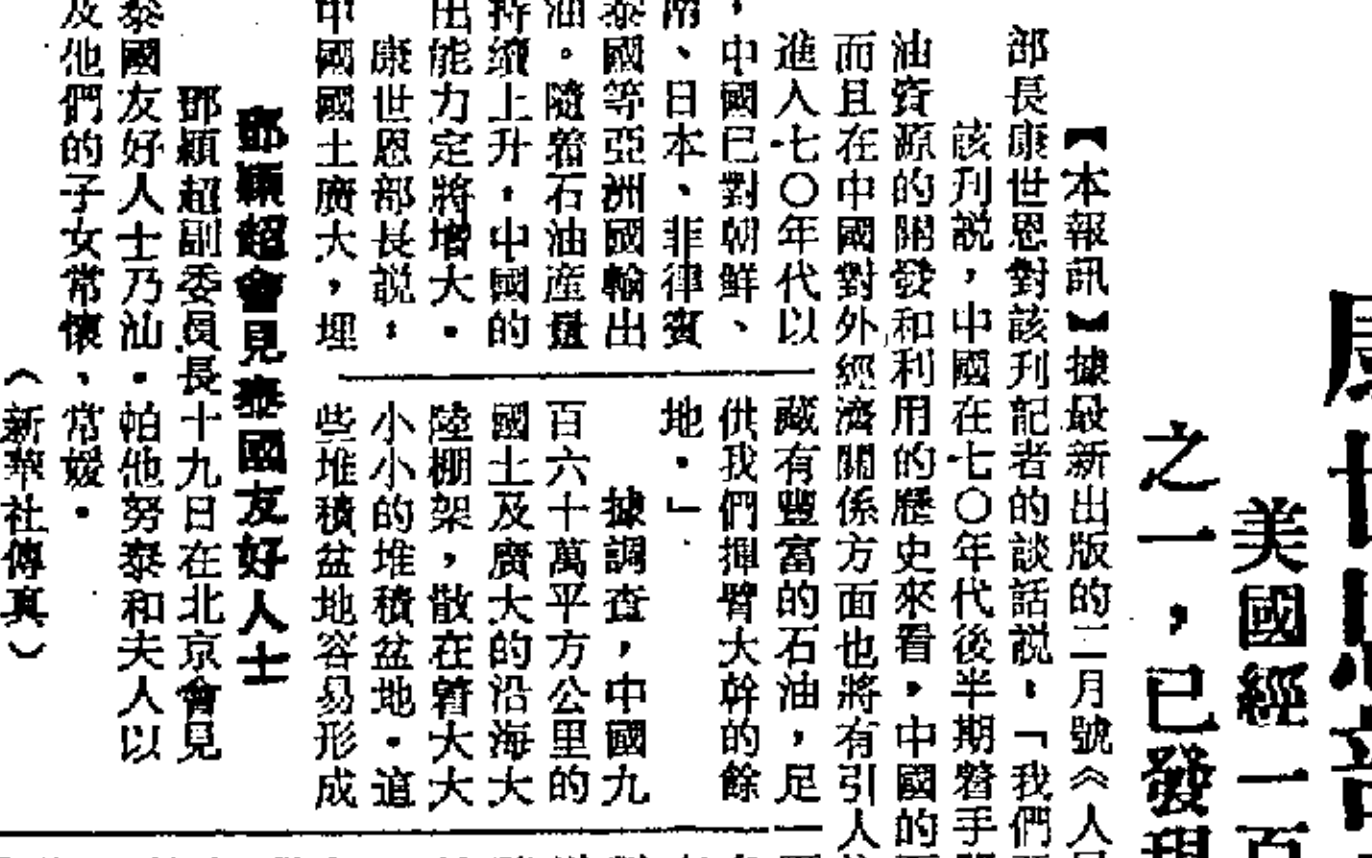 美國經一百
之一，已發現
【本報訊】據最新出版的二月號《人民
部長康世恩對該刊記者的談話説：「我們
該刊説，中國在七〇年代後半期着手
油資源的開發和利用的歷史來看，中國的
而且在中國對外經濟關係方面也將有引人
進入七〇年代以
，中國已對朝鮮、
、日本、菲律賓
泰國等亞洲國輸出
油。隨着石油產量
持續上升，中國的
出能力定將增大。
康世恩部長説：
中國國土廣大，埋
藏有豐富的石油，足
供我們揮臂大幹的餘
地。」
據調查，中國九
百六十萬平方公里的
國土及廣大的沿海大
陸棚架，散在着大大
小小的堆積盆地。這
些堆積盆地容易形成
鄧穎超會見泰國友好人士
鄧穎超副委員長十九日在北京會見
泰國友好人士乃汕·帕他努泰和夫人以
及他們的子女常懷、常媛。
（新華社傳真）